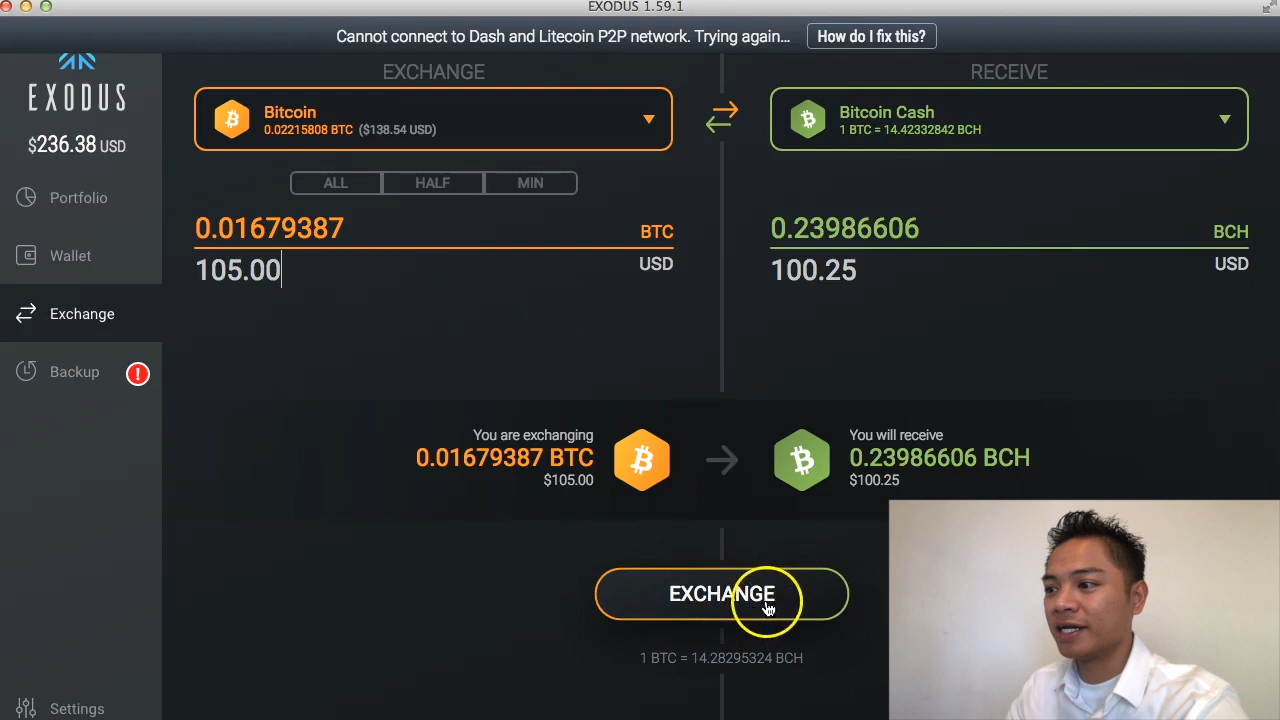 EXODUS 1.59.1
Cannot connect to Dash and Litecoin P2P network. Trying again... How do I fix this?
EXODUS
$236.38 USD
Portfolio
Wallet
Exchange
Backup !
Settings
EXCHANGE
Bitcoin
0.02215808 BTC ($138.54 USD)
ALL HALF MIN
0.01679387 BTC
105.00 USD
RECEIVE
Bitcoin Cash
1 BTC = 14.42332842 BCH
0.23986606 BCH
100.25 USD
You are exchanging
0.01679387 BTC
$105.00
You will receive
0.23986606 BCH
$100.25
EXCHANGE
1 BTC = 14.28295324 BCH